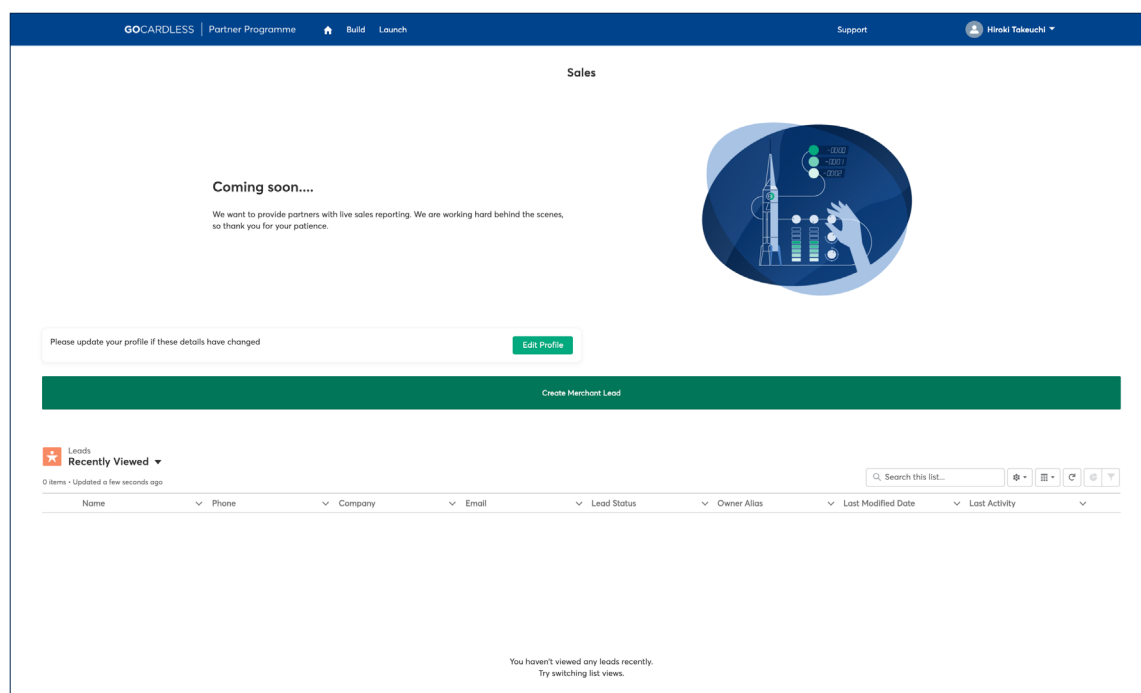 GOCARDLESS | Partner Programme Build Launch Support Hiroki Takeuchi
Sales
Coming soon....
We want to provide partners with live sales reporting. We are working hard behind the scenes,
so thank you for your patience.
-0000
-0001
-0002
Please update your profile if these details have changed Edit Profile
Create Merchant Lead
Leads
Recently Viewed
0 items • Updated a few seconds ago Search this list...
Name Phone Company Email Lead Status Owner Alias Last Modified Date Last Activity
You haven't viewed any leads recently.
Try switching list views.